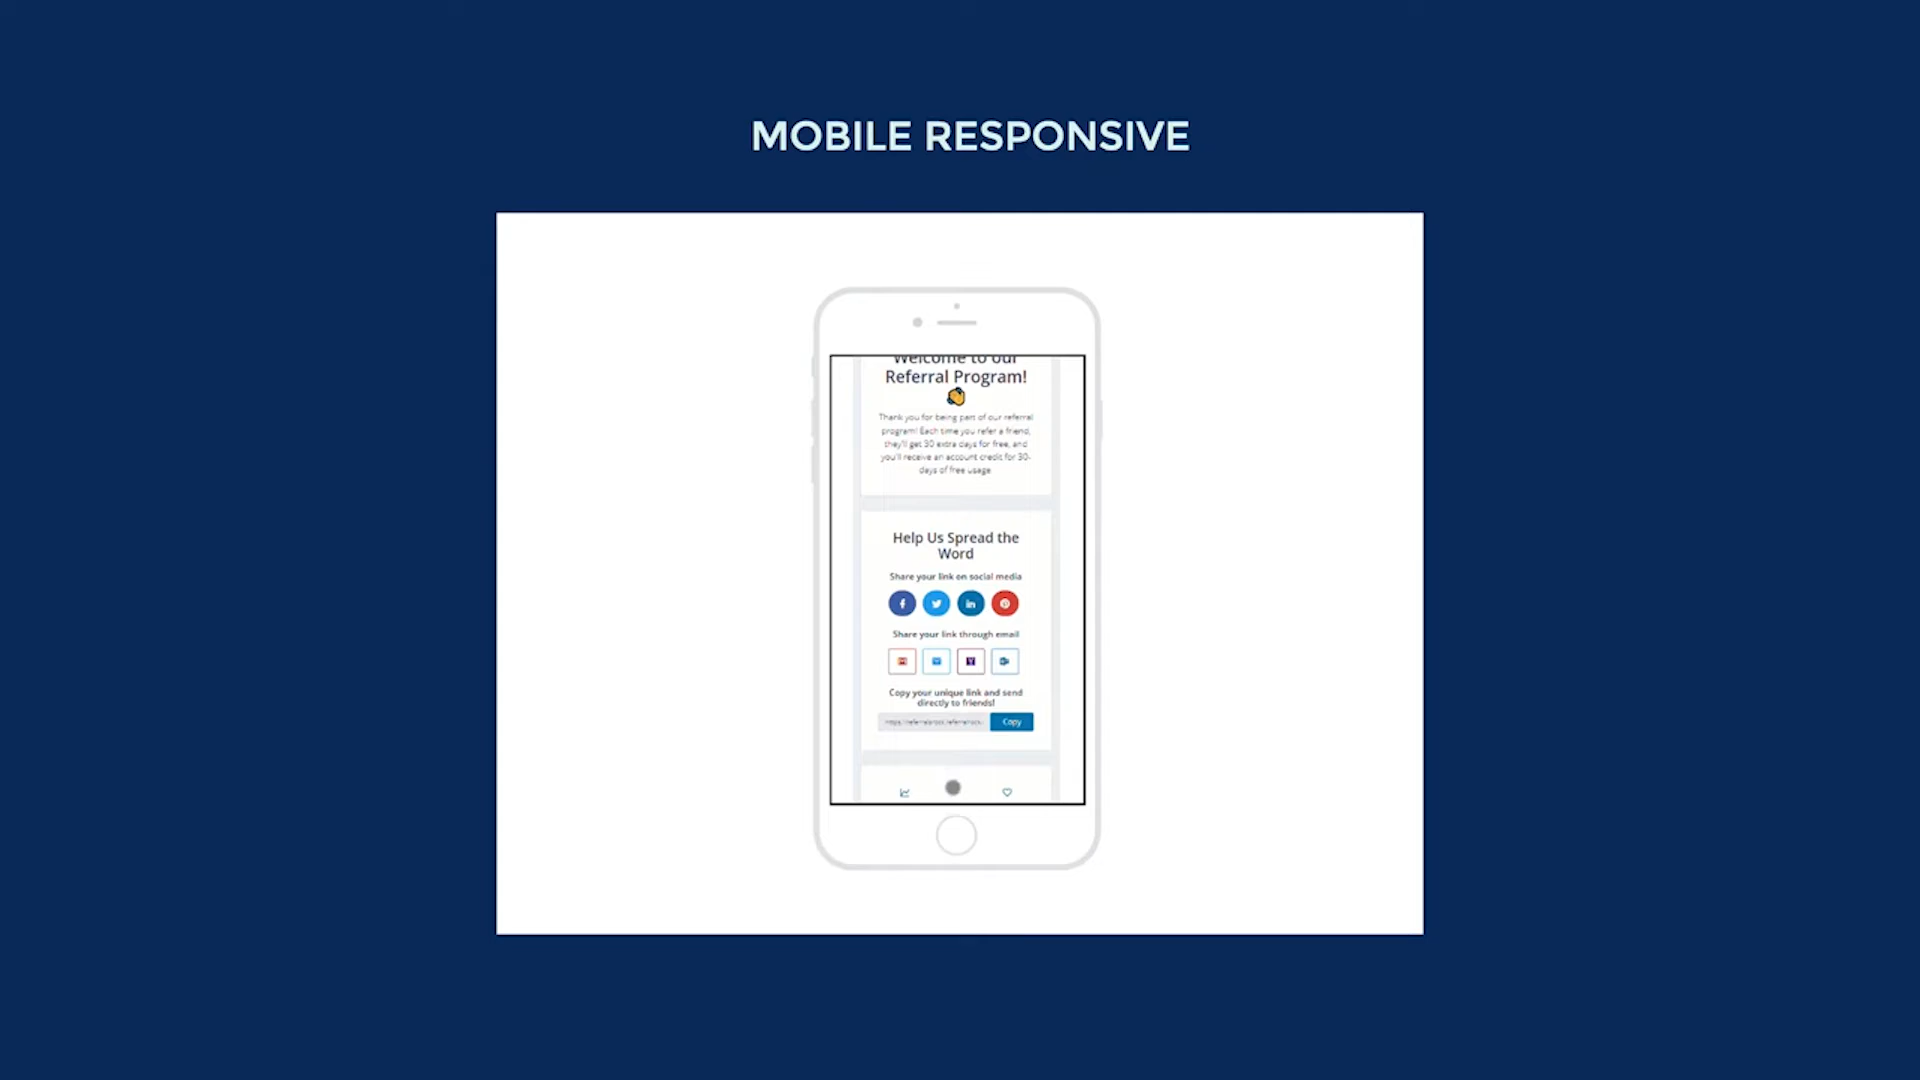 MOBILE RESPONSIVE
Welcome to our
Referral Program!
Thank you for being part of our referral
program! Each time you refer a friend,
they'll get 30 extra days for free, and
you'll receive an account credit for 30-
days of free usage
Help Us Spread the
Word
Share your link on social media
Share your link through email
Copy your unique link and send
directly to friends!
Copy